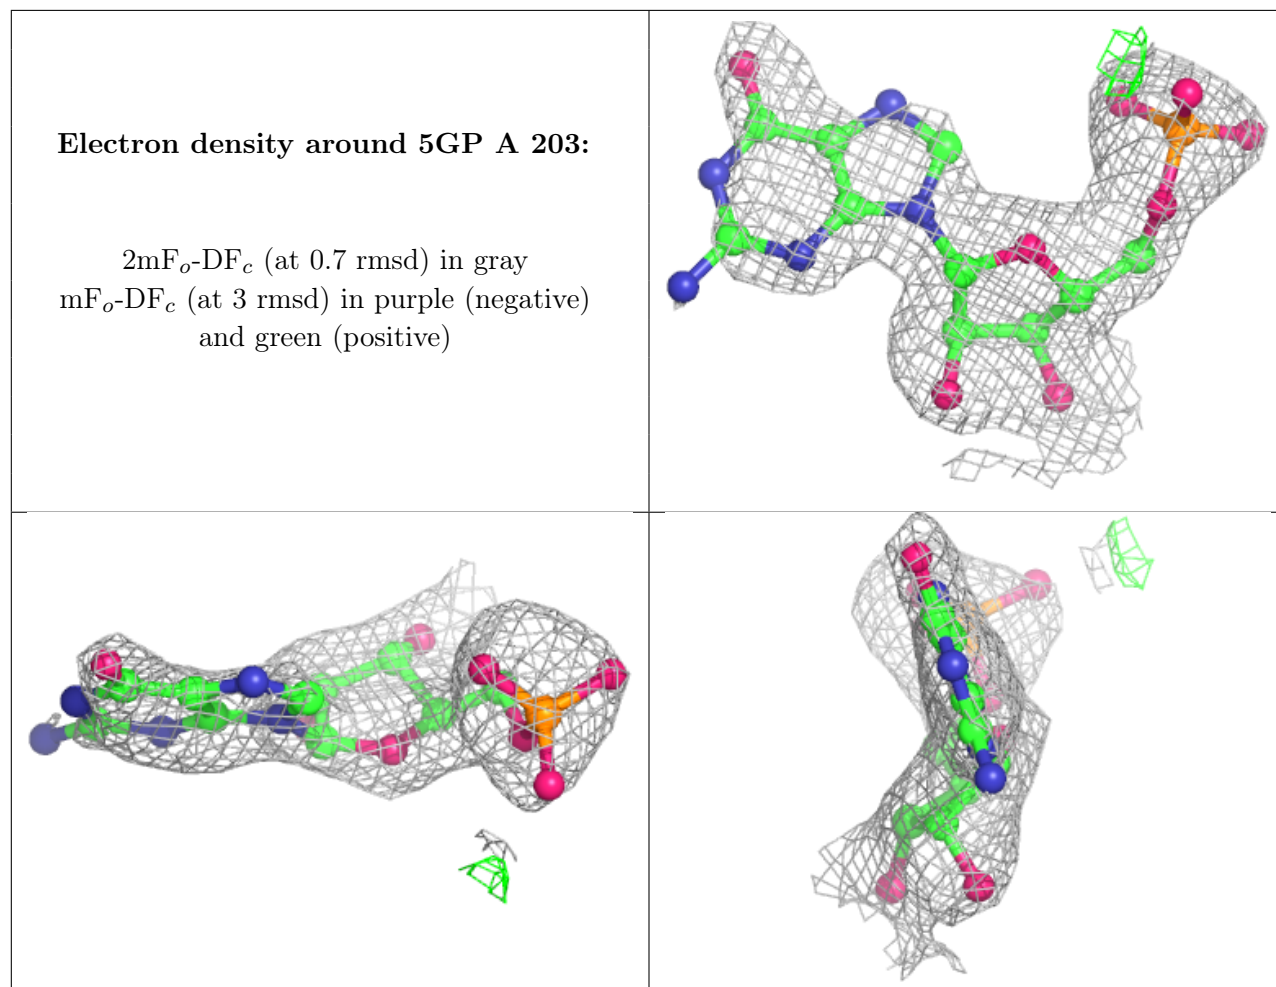 Electron density around 5GP A 203:
2mFo-DFc (at 0.7 rmsd) in gray
mFo-DFc (at 3 rmsd) in purple (negative)
and green (positive)